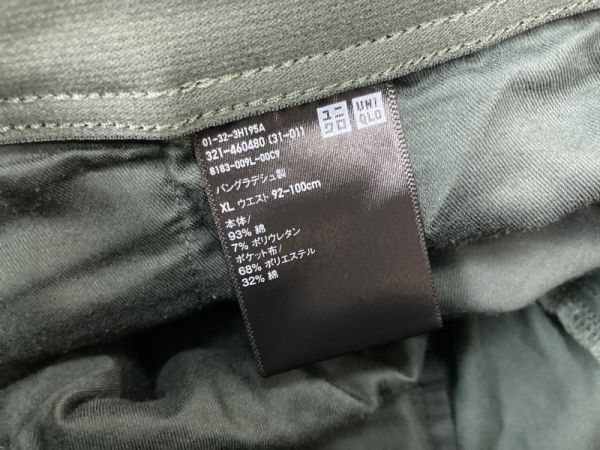 ユニ
クロ
UNI
QLO
01-32-3H195A
321-460480 (31-01)
8183-009L-00C9
バングラデシュ製
XL ウエスト 92-100cm
本体/
93% 綿
7% ポリウレタン
ポケット布/
68% ポリエステル
32% 綿